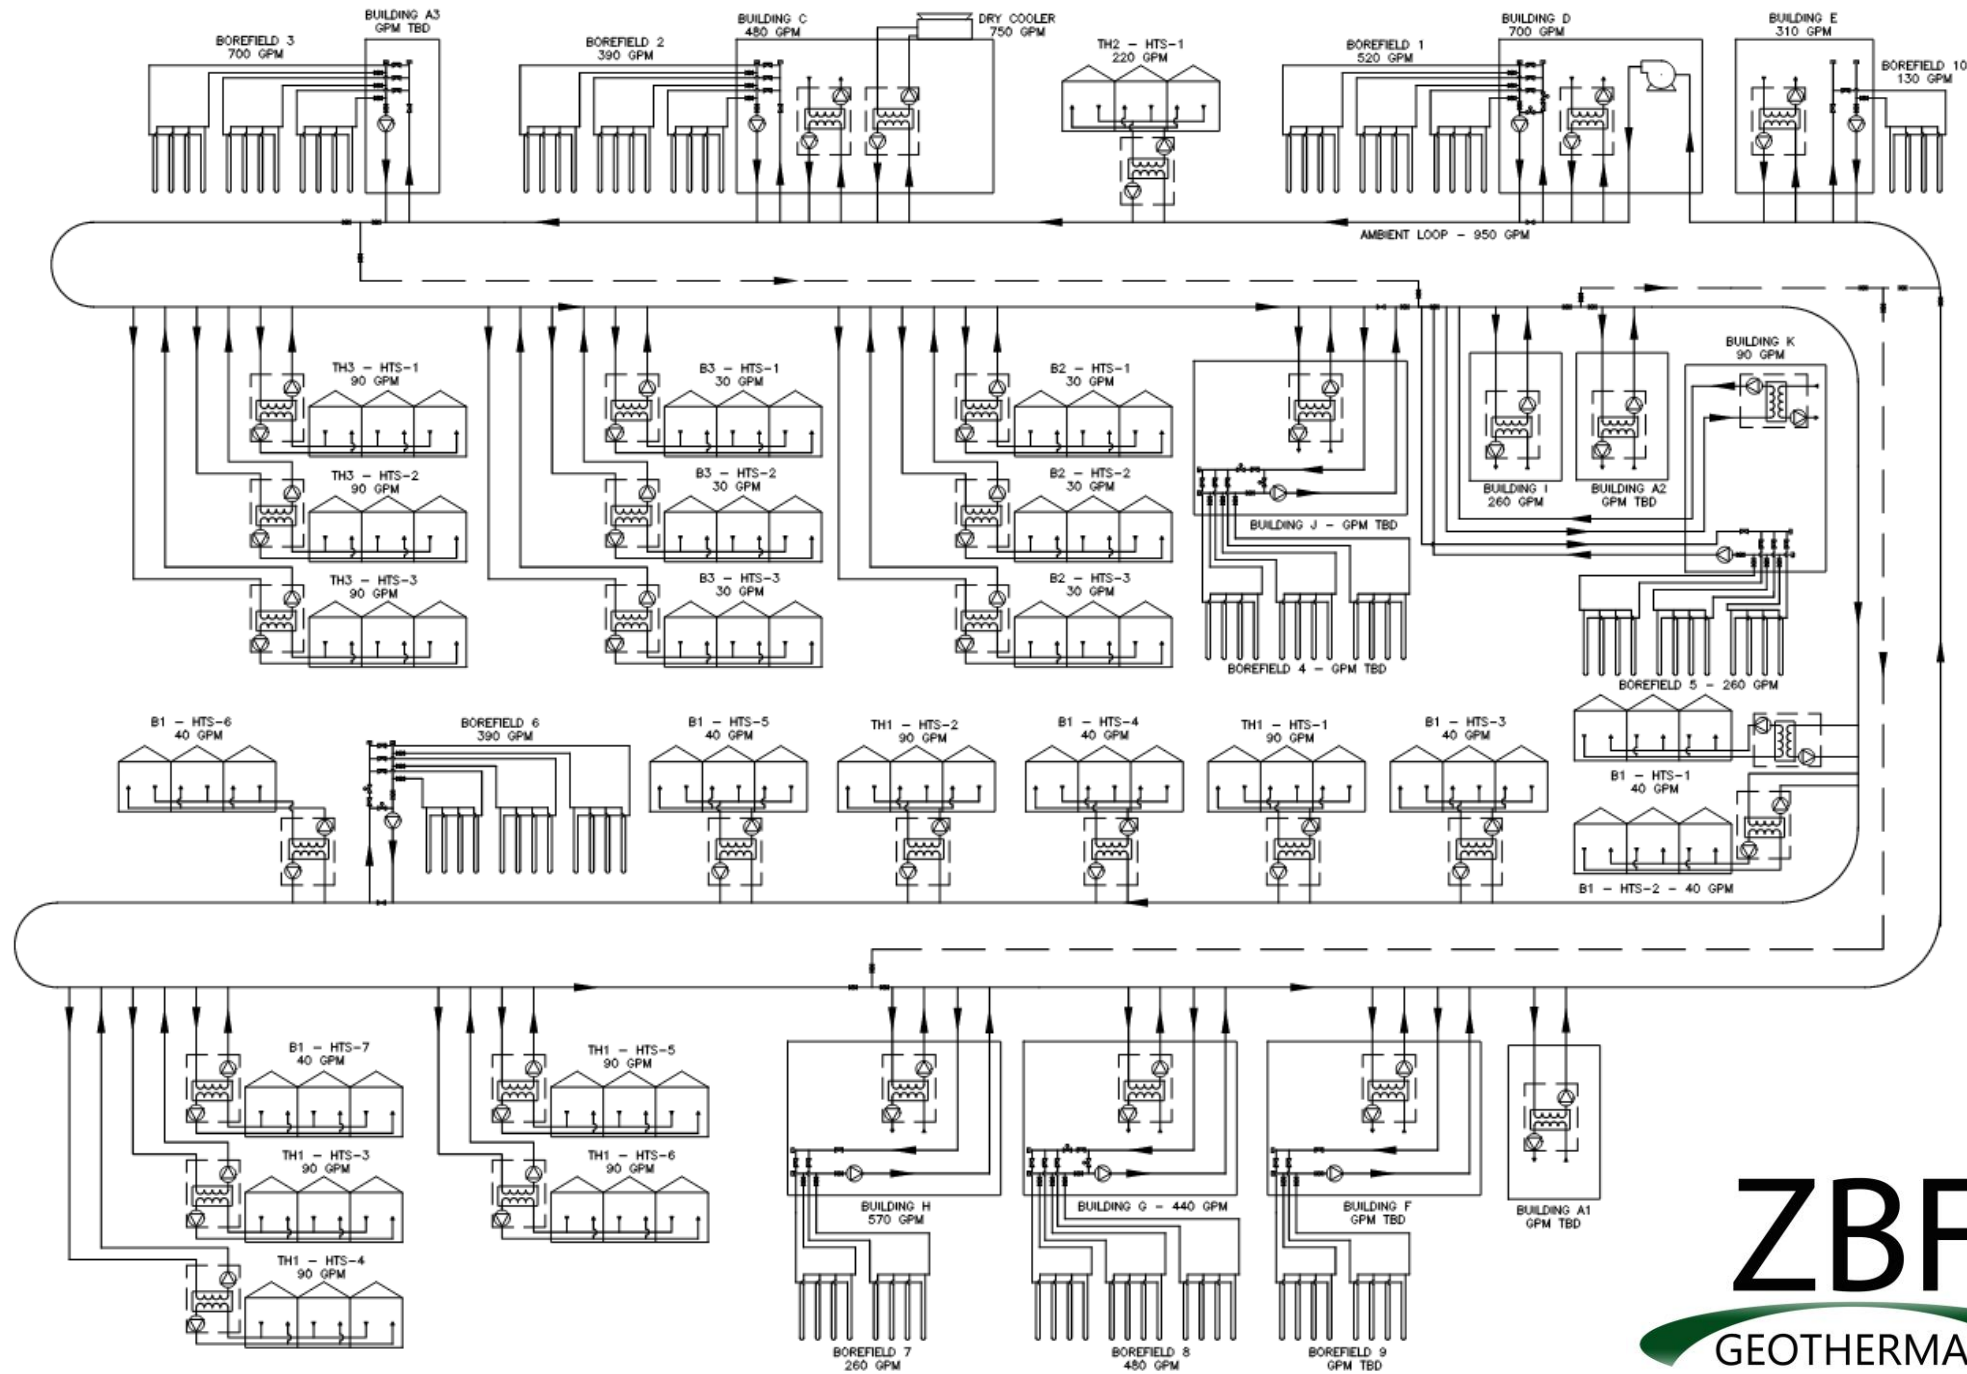 BUILDING A3
GPM TBD
BOREFIELD 3
700 GPM
BOREFIELD 2
390 GPM
BUILDING C
480 GPM
DRY COOLER
750 GPM
TH2 - HTS-1
220 GPM
BOREFIELD 1
520 GPM
BUILDING D
700 GPM
BUILDING E
310 GPM
BOREFIELD 10
130 GPM
AMBIENT LOOP - 950 GPM
TH3 - HTS-1
90 GPM
B3 - HTS-1
30 GPM
B2 - HTS-1
30 GPM
BUILDING K
90 GPM
TH3 - HTS-2
90 GPM
B3 - HTS-2
30 GPM
B2 - HTS-2
30 GPM
BUILDING I
260 GPM
BUILDING A2
GPM TBD
BUILDING J - GPM TBD
TH3 - HTS-3
90 GPM
B3 - HTS-3
30 GPM
B2 - HTS-3
30 GPM
BOREFIELD 4 - GPM TBD
BOREFIELD 5 - 260 GPM
B1 - HTS-6
40 GPM
BOREFIELD 6
390 GPM
B1 - HTS-5
40 GPM
TH1 - HTS-2
90 GPM
B1 - HTS-4
40 GPM
TH1 - HTS-1
90 GPM
B1 - HTS-3
40 GPM
B1 - HTS-1
40 GPM
B1 - HTS-2 - 40 GPM
B1 - HTS-7
40 GPM
TH1 - HTS-5
90 GPM
TH1 - HTS-3
90 GPM
TH1 - HTS-6
90 GPM
BUILDING H
570 GPM
BUILDING G - 440 GPM
BUILDING F
GPM TBD
BUILDING A1
GPM TBD
TH1 - HTS-4
90 GPM
BOREFIELD 7
260 GPM
BOREFIELD 8
480 GPM
BOREFIELD 9
GPM TBD
ZBF
GEOTHERMA